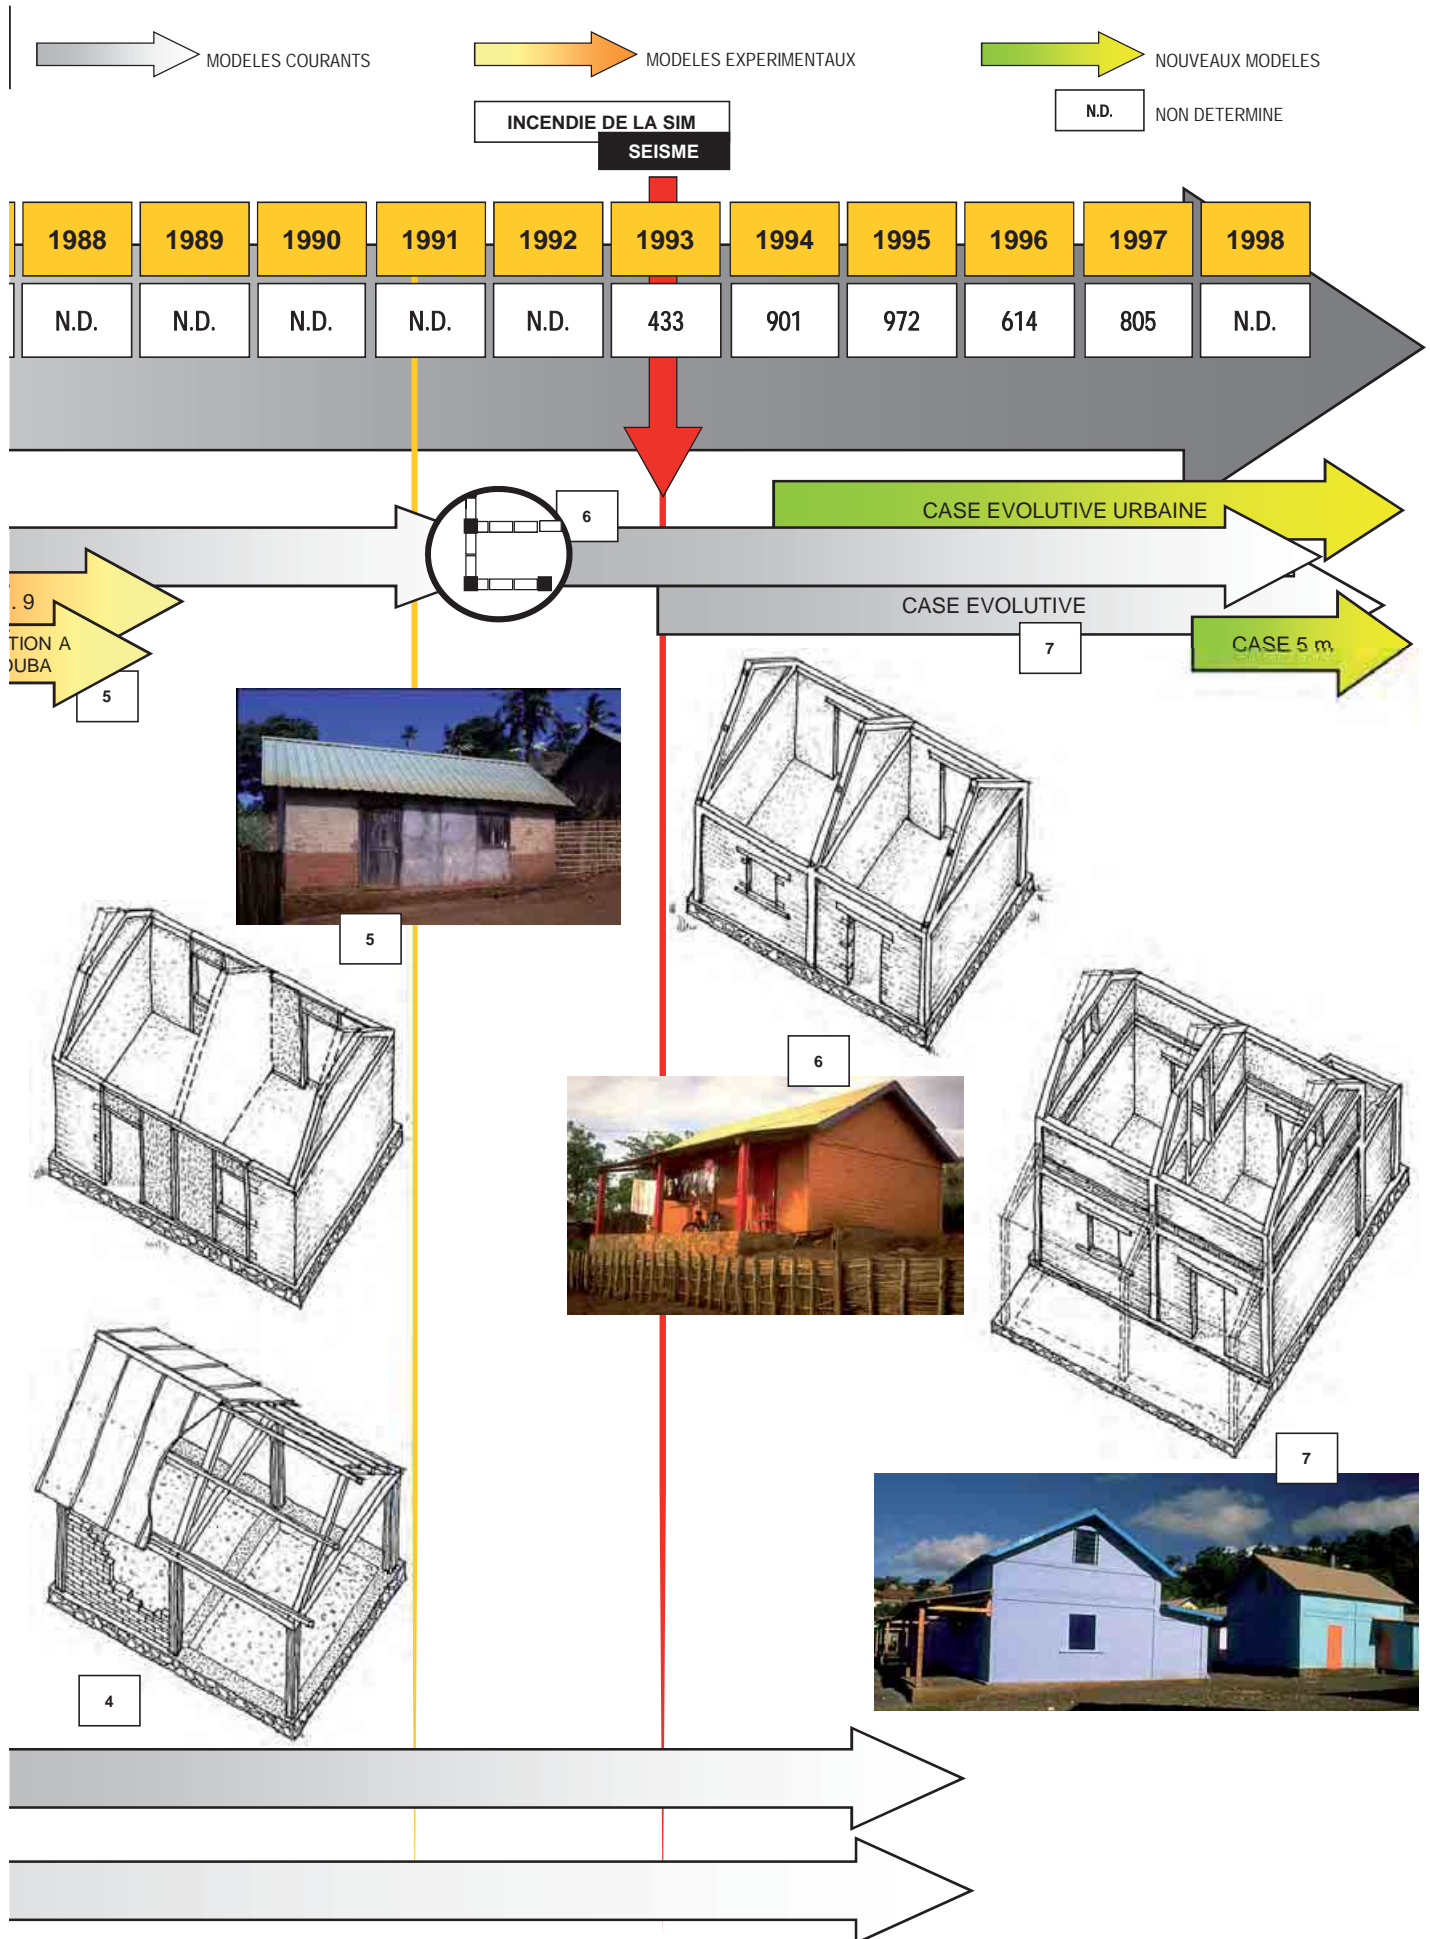 MODELES COURANTS
MODELES EXPERIMENTAUX
NOUVEAUX MODELES
N.D.
NON DETERMINE
INCENDIE DE LA SIM
SEISME
1988
1989
1990
1991
1992
1993
1994
1995
1996
1997
1998
N.D.
N.D.
N.D.
N.D.
N.D.
433
901
972
614
805
N.D.
CASE EVOLUTIVE URBAINE
6
. 9
CASE EVOLUTIVE
TION A
OUBA
7
CASE 5 m
5
5
6
7
4